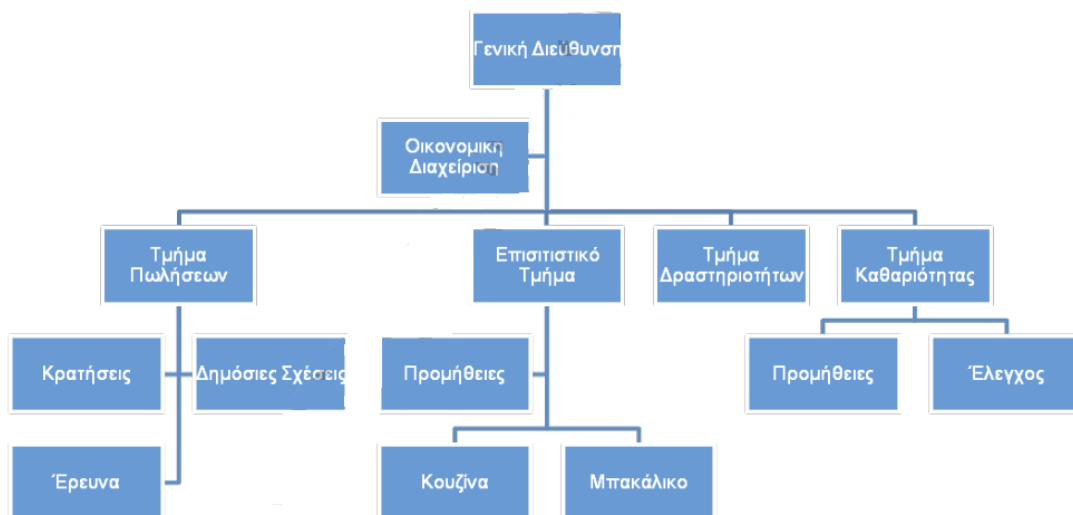 Γενική Διεύθυνση
Οικονομική
Διαχείριση
Τμήμα
Πωλήσεων
Επισιτιστικό
Τμήμα
Τμήμα
Δραστηριοτήτων
Τμήμα
Καθαριότητας
Κρατήσεις
Δημόσιες Σχέσεις
Προμήθειες
Προμήθειες
Έλεγχος
Έρευνα
Κουζίνα
Μπακάλικο